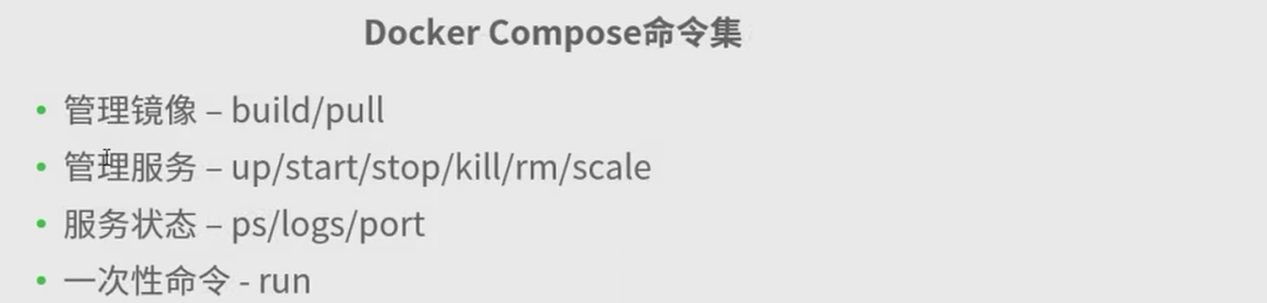 Docker Compose命令集
• 管理镜像 – build/pull
• 管理服务 – up/start/stop/kill/rm/scale
• 服务状态 – ps/logs/port
• 一次性命令 - run